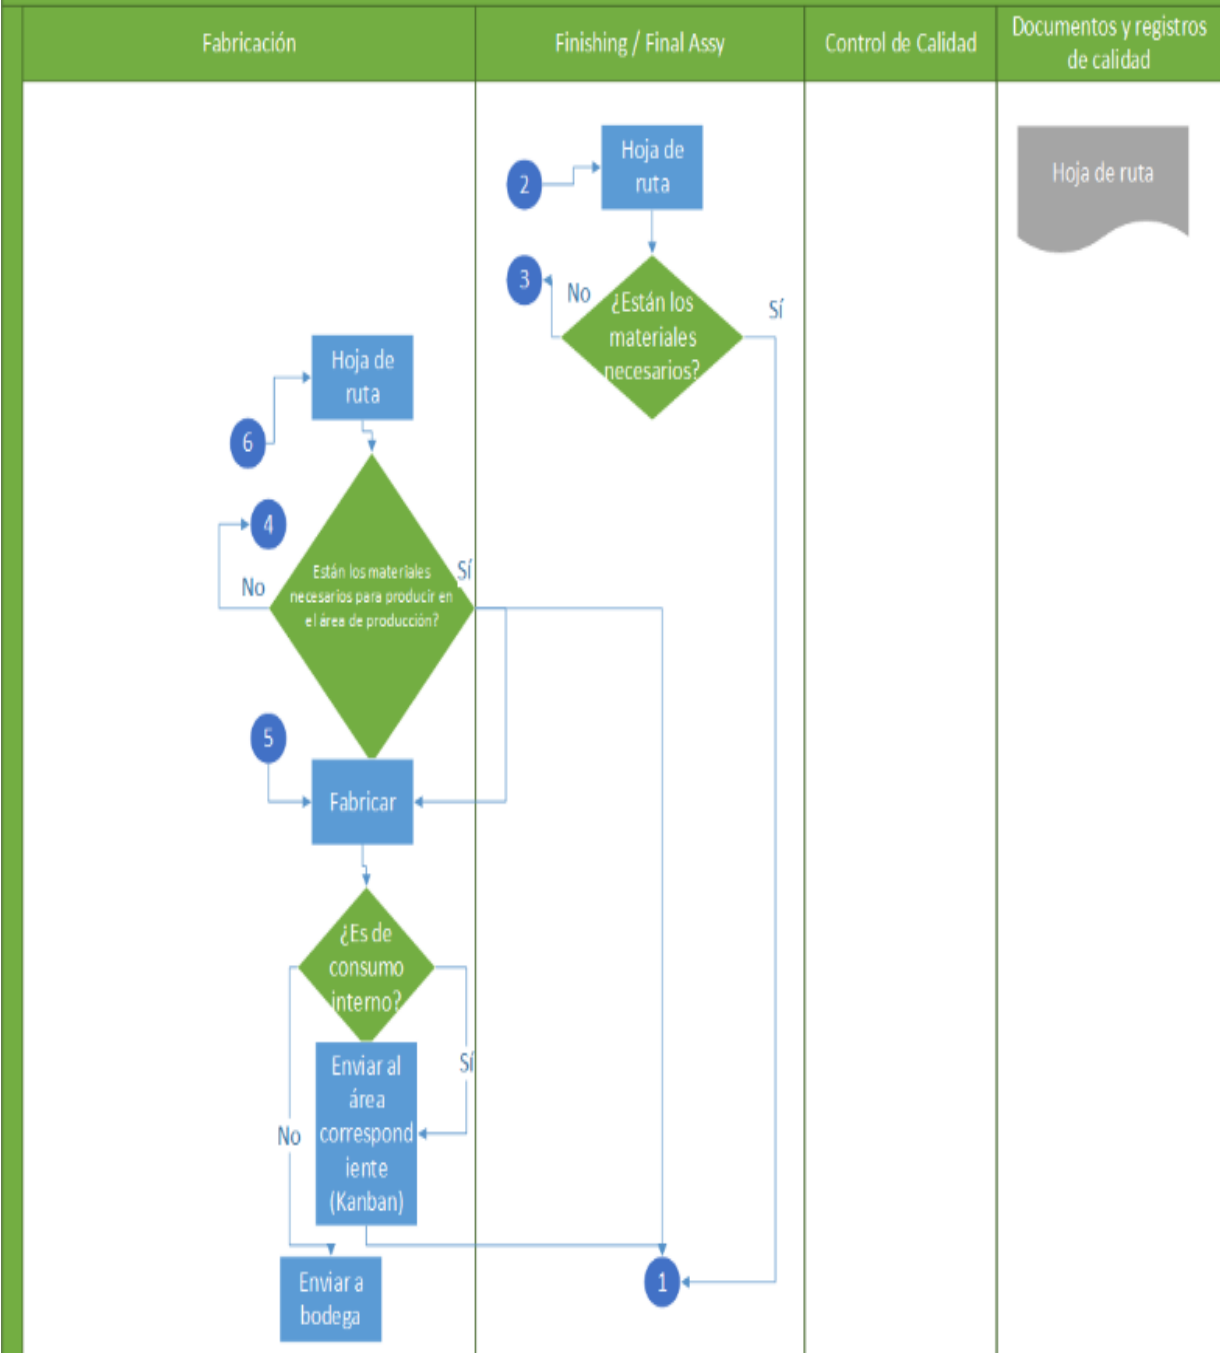 Fabricación
Finishing / Final Assy
Control de Calidad
Documentos y registros
de calidad
Hoja de
ruta
2
Hoja de ruta
3
No
¿Están los
materiales
necesarios?
Sí
Hoja de
ruta
6
4
No
Están los materiales
necesarios para producir en
el área de producción?
Sí
5
Fabricar
¿Es de
consumo
interno?
Sí
No
Enviar al
área
correspond
iente
(Kanban)
Enviar a
bodega
1